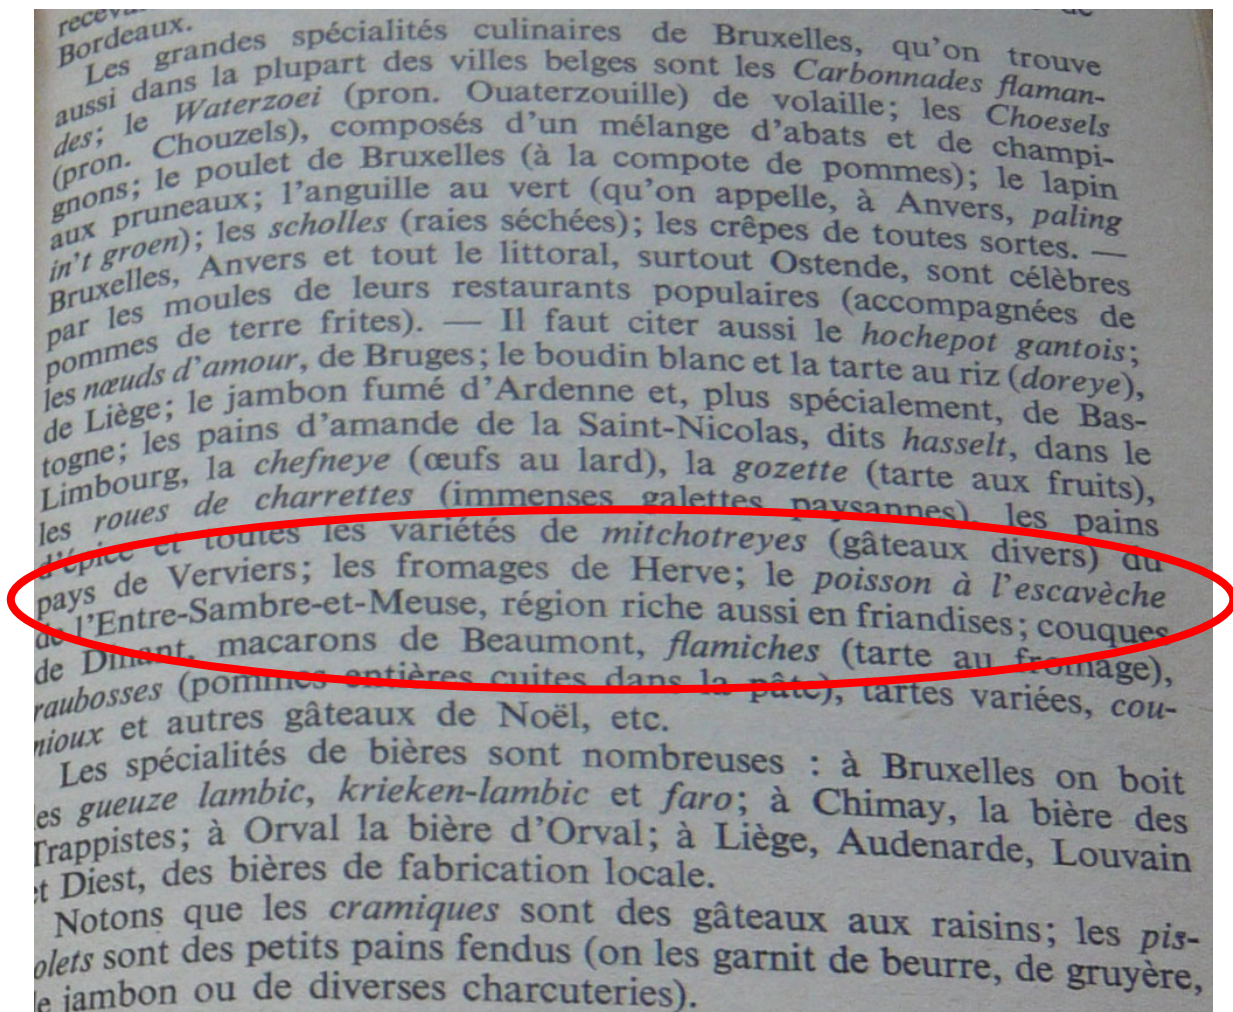 Bordeaux.
Les grandes spécialités culinaires de Bruxelles, qu'on trouve
aussi dans la plupart des villes belges sont les Carbonnades flaman-
des; le Waterzoei (pron. Ouaterzouille) de volaille; les Choesels
(pron. Chouzels), composés d'un mélange d'abats et de champi-
gnons; le poulet de Bruxelles (à la compote de pommes); le lapin
aux pruneaux; l'anguille au vert (qu'on appelle, à Anvers, paling
in't groen); les scholles (raies séchées); les crêpes de toutes sortes. —
Bruxelles, Anvers et tout le littoral, surtout Ostende, sont célèbres
par les moules de leurs restaurants populaires (accompagnées de
pommes de terre frites). — Il faut citer aussi le hochepot gantois;
les nœuds d'amour, de Bruges; le boudin blanc et la tarte au riz (doreye),
de Liège; le jambon fumé d'Ardenne et, plus spécialement, de Bas-
togne; les pains d'amande de la Saint-Nicolas, dits hasselt, dans le
Limbourg, la chefneye (œufs au lard), la gozette (tarte aux fruits),
les roues de charrettes (immenses galettes paysannes), les pains
d'épice et toutes les variétés de mitchotreyes (gâteaux divers) du
pays de Verviers; les fromages de Herve; le poisson à l'escavèche
de l'Entre-Sambre-et-Meuse, région riche aussi en friandises; couques
de Dinant, macarons de Beaumont, flamiches (tarte au fromage),
raubosses (pommes entières cuites dans la pâte), tartes variées, cou-
nioux et autres gâteaux de Noël, etc.
Les spécialités de bières sont nombreuses : à Bruxelles on boit
es gueuze lambic, krieken-lambic et faro; à Chimay, la bière des
Trappistes; à Orval la bière d'Orval; à Liège, Audenarde, Louvain
et Diest, des bières de fabrication locale.
Notons que les cramiques sont des gâteaux aux raisins; les pis-
olets sont des petits pains fendus (on les garnit de beurre, de gruyère,
e jambon ou de diverses charcuteries).